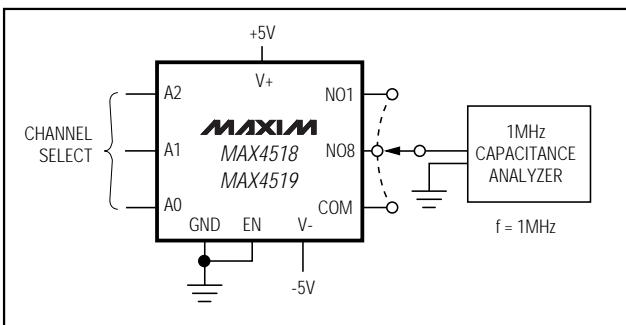 +5V
V+
A2
NO1
MAXIM
CHANNEL
SELECT
A1
MAX4518
MAX4519
NO8
1MHz
CAPACITANCE
ANALYZER
A0
COM
GND
EN
V-
f = 1MHz
-5V